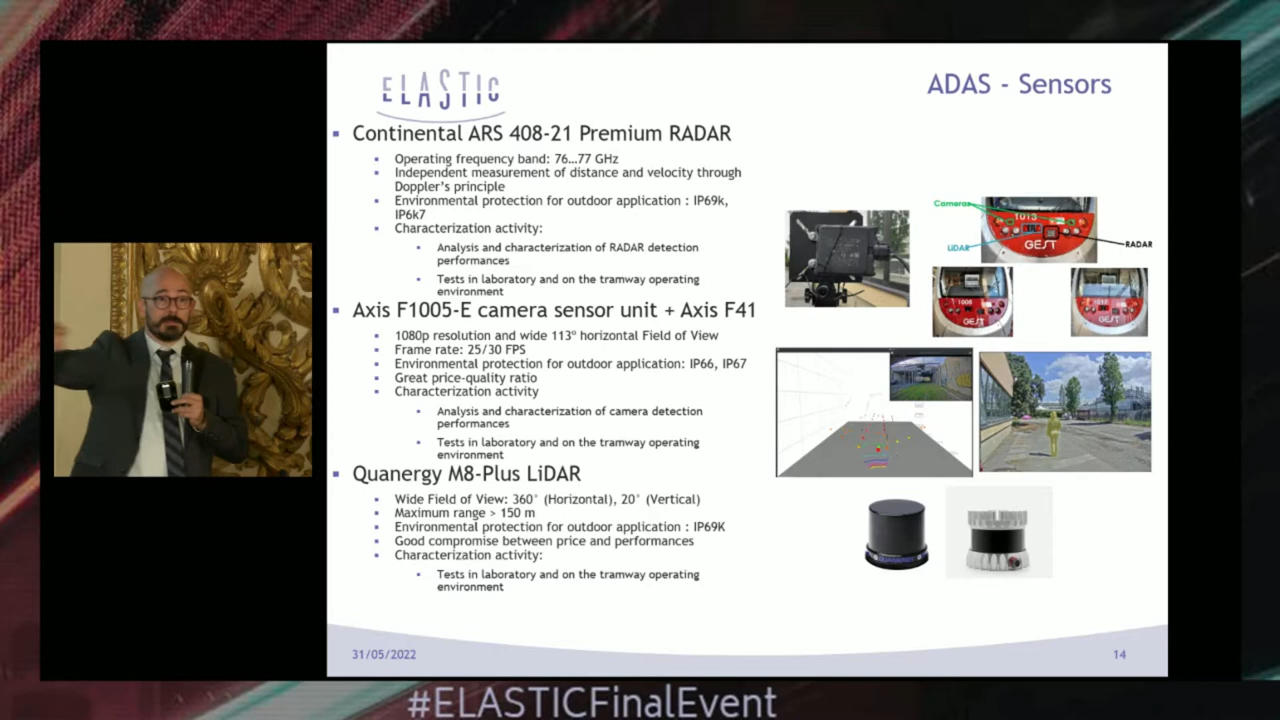 ELASTIC
ADAS - Sensors
Continental ARS 408-21 Premium RADAR
Operating frequency band: 76…77 GHz
Independent measurement of distance and velocity through
Doppler's principle
Environmental protection for outdoor application : IP69k,
IP6k7
Characterization activity:
Analysis and characterization of RADAR detection
performances
Tests in laboratory and on the tramway operating
environment
Axis F1005-E camera sensor unit + Axis F41
1080p resolution and wide 113º horizontal Field of View
Frame rate: 25/30 FPS
Environmental protection for outdoor application: IP66, IP67
Great price-quality ratio
Characterization activity
Analysis and characterization of camera detection
performances
Tests in laboratory and on the tramway operating
environment
Quanergy M8-Plus LiDAR
Wide Field of View: 360° (Horizontal), 20° (Vertical)
Maximum range > 150 m
Environmental protection for outdoor application : IP69K
Good compromise between price and performances
Characterization activity:
Tests in laboratory and on the tramway operating
environment
Cameras
1013
LiDAR
GEST
RADAR
GEST
GEST
31/05/2022
14
#ELASTICFinalEvent